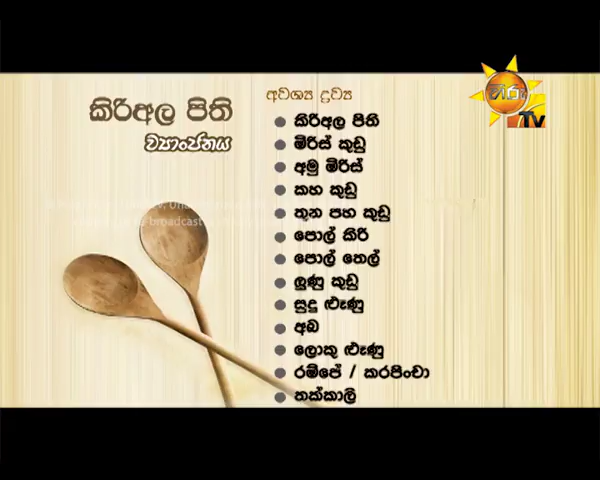 කිරිඅල පිති
ව්‍යාංජනය
අවශ්‍ය ද්‍රව්‍ය
කිරිඅල පිති
මිරිස් කුඩු
අමු මිරිස්
කහ කුඩු
තුන පහ කුඩු
පොල් කිරි
පොල් තෙල්
ලුණු කුඩු
සුදු ළූණු
අබ
ලොකු ළූණු
රම්පේ / කරපිංචා
තක්කාලි
හිරු
TV